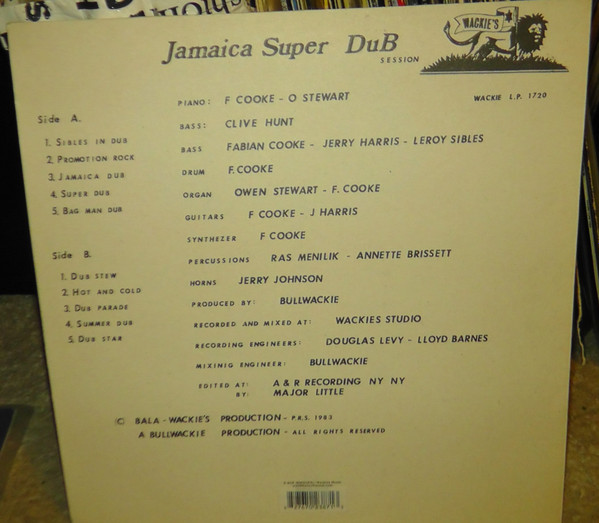 Jamaica Super DuB
SESSION
WACKIE'S
WACKIE L.P. 1720
Side A.
1. SIBLES IN DUB
2. PROMOTION ROCK
3. JAMAICA DUB
4. SUPER DUB
5. BAG MAN DUB
Side B.
1. DUB STEW
2. HOT AND COLD
3. DUB PARADE
4. SUMMER DUB
5. DUB STAR
PIANO: F COOKE - O STEWART
BASS: CLIVE HUNT
BASS FABIAN COOKE - JERRY HARRIS - LEROY SIBLES
DRUM F.COOKE
ORGAN OWEN STEWART - F. COOKE
GUITARS F COOKE - J HARRIS
SYNTHEZER F COOKE
PERCUSSIONS RAS MENILIK - ANNETTE BRISSETT
HORNS JERRY JOHNSON
PRODUCED BY: BULLWACKIE
RECORDED AND MIXED AT: WACKIES STUDIO
RECORDING ENGINEERS: DOUGLAS LEVY - LLOYD BARNES
MIXINIG ENGINEER: BULLWACKIE
EDITED AT: A & R RECORDING NY NY
BY: MAJOR LITTLE
© BALA - WACKIE'S PRODUCTION - P.R.S. 1983
A BULLWACKIE PRODUCTION - ALL RIGHTS RESERVED